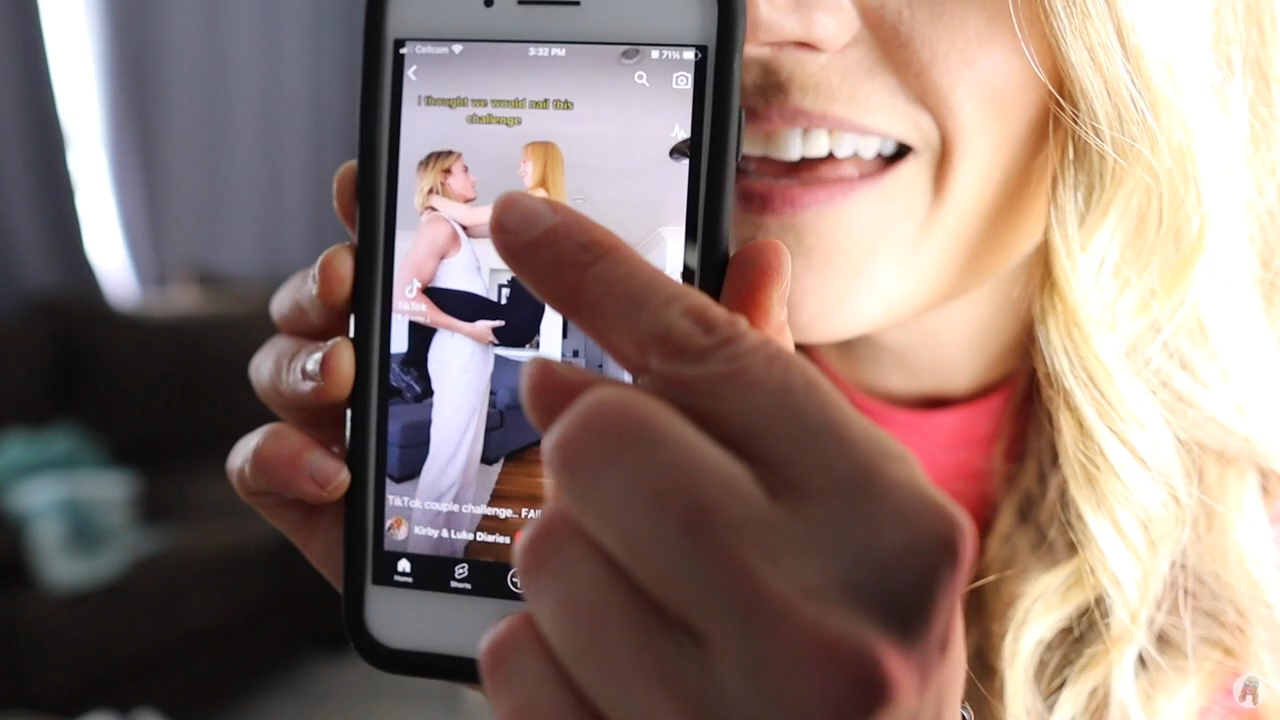 Cellcom 3:32 PM 71%
I thought we would nail this
challenge
TikTok
TikTok couple challenge.. FAI
Kirby & Luke Diaries
Home Shorts